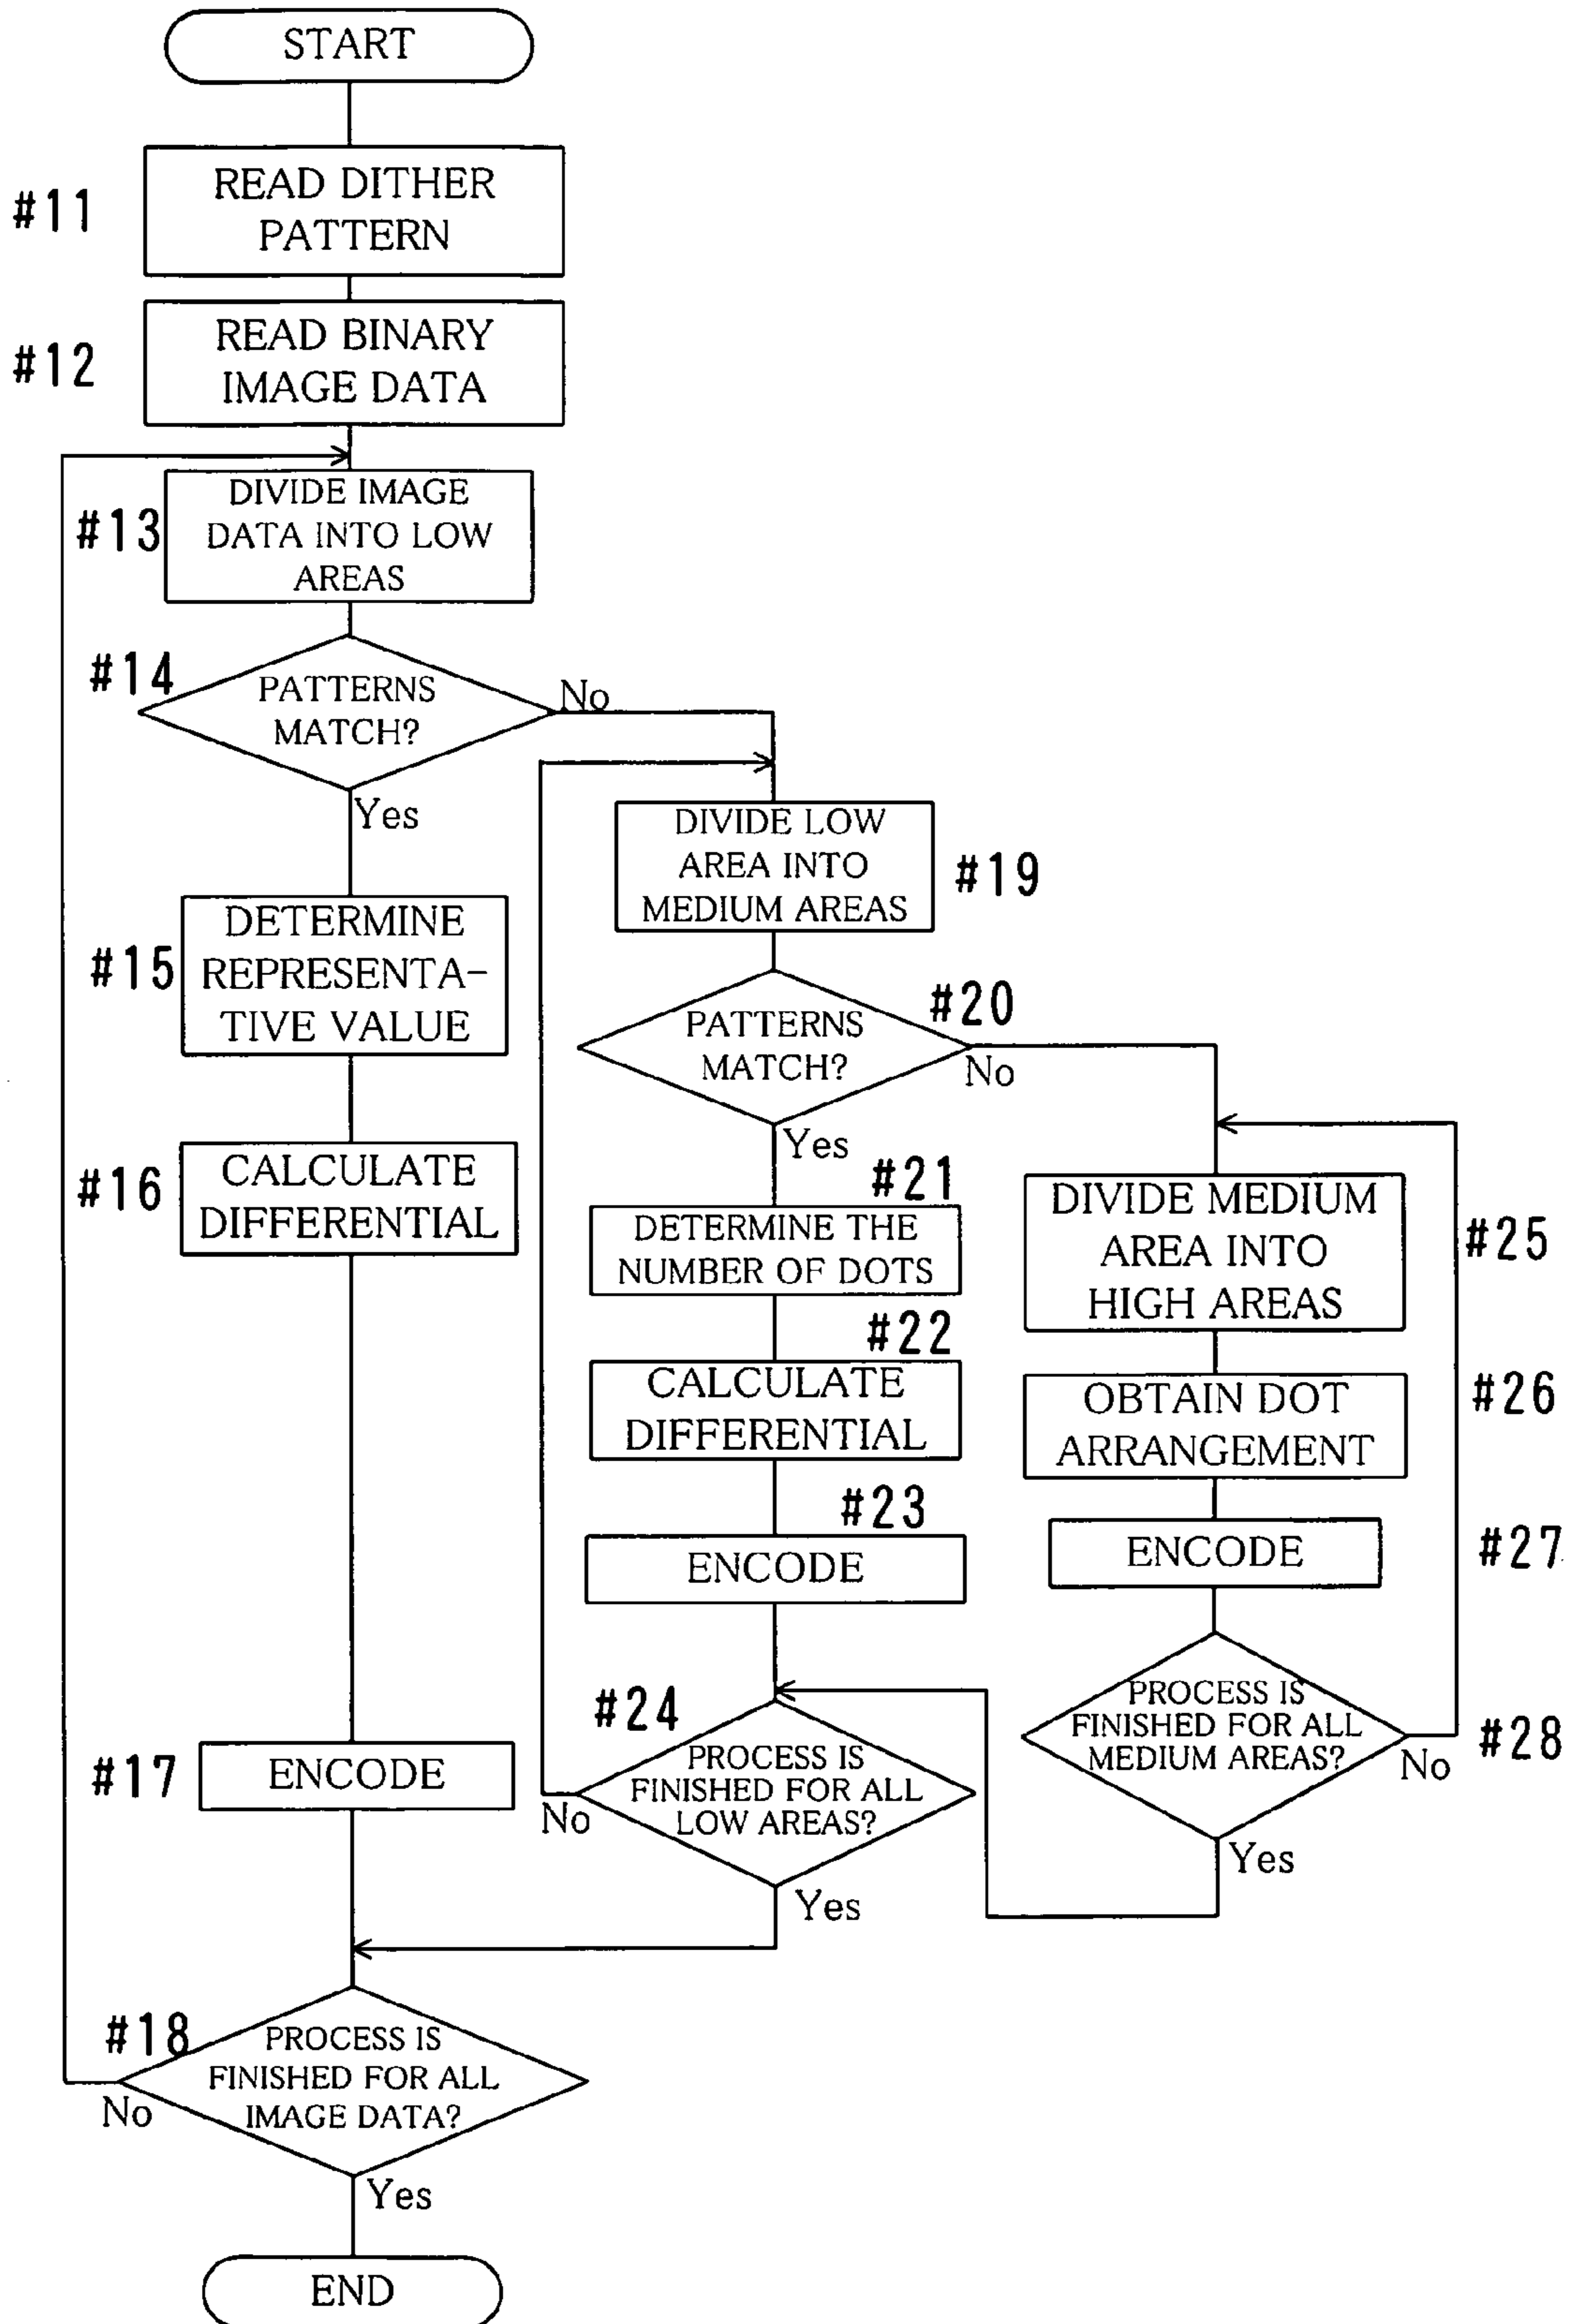 START
#11
READ DITHER
PATTERN
#12
READ BINARY
IMAGE DATA
#13
DIVIDE IMAGE
DATA INTO LOW
AREAS
#14
PATTERNS
MATCH?
No
Yes
#15
DETERMINE
REPRESENTA-
TIVE VALUE
#16
CALCULATE
DIFFERENTIAL
#17
ENCODE
#18
PROCESS IS
FINISHED FOR ALL
IMAGE DATA?
No
Yes
END
DIVIDE LOW
AREA INTO
MEDIUM AREAS
#19
PATTERNS
MATCH?
#20
No
Yes
#21
DETERMINE THE
NUMBER OF DOTS
#22
CALCULATE
DIFFERENTIAL
#23
ENCODE
#24
PROCESS IS
FINISHED FOR ALL
LOW AREAS?
No
Yes
DIVIDE MEDIUM
AREA INTO
HIGH AREAS
#25
OBTAIN DOT
ARRANGEMENT
#26
ENCODE
#27
PROCESS IS
FINISHED FOR ALL
MEDIUM AREAS?
#28
No
Yes